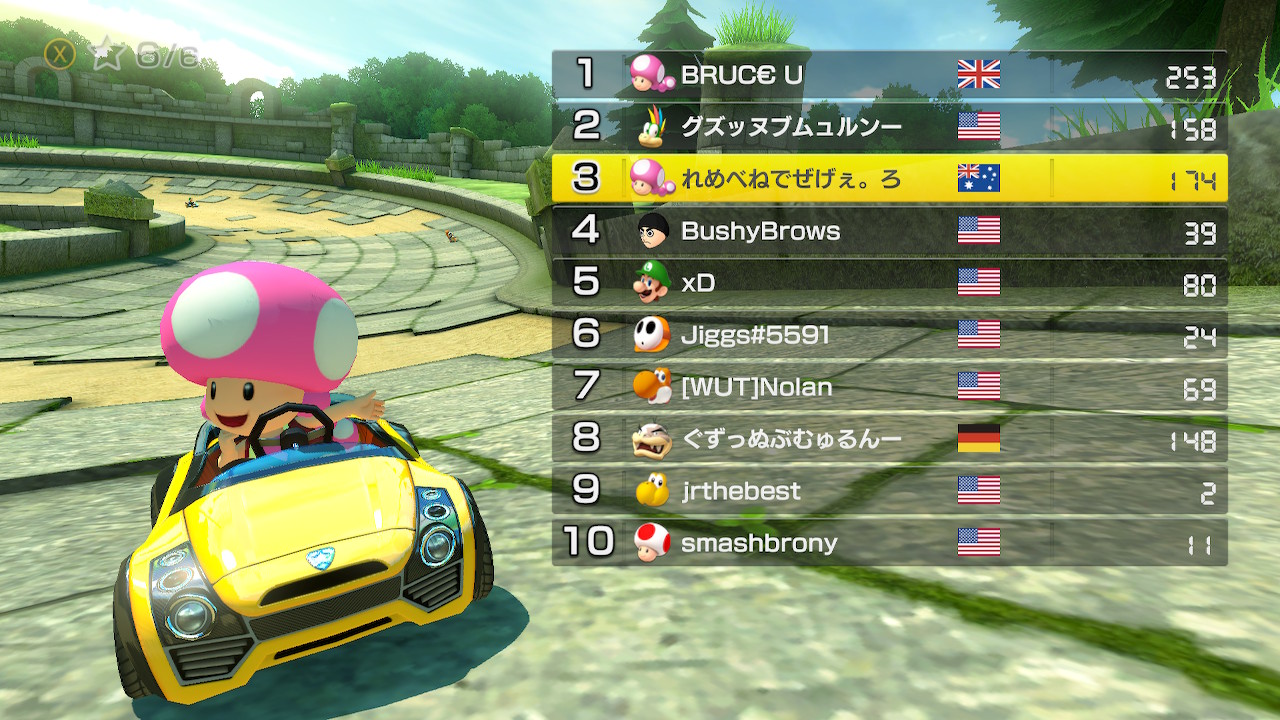 X 6/6
1 BRUC€ U 253
2 グズッヌブムュルンー 158
3 れめべねでぜげぇ。ろ 174
4 BushyBrows 39
5 xD 80
6 Jiggs#5591 24
7 [WUT]Nolan 69
8 ぐずっぬぶむゅるんー 148
9 jrthebest 2
10 smashbrony 11